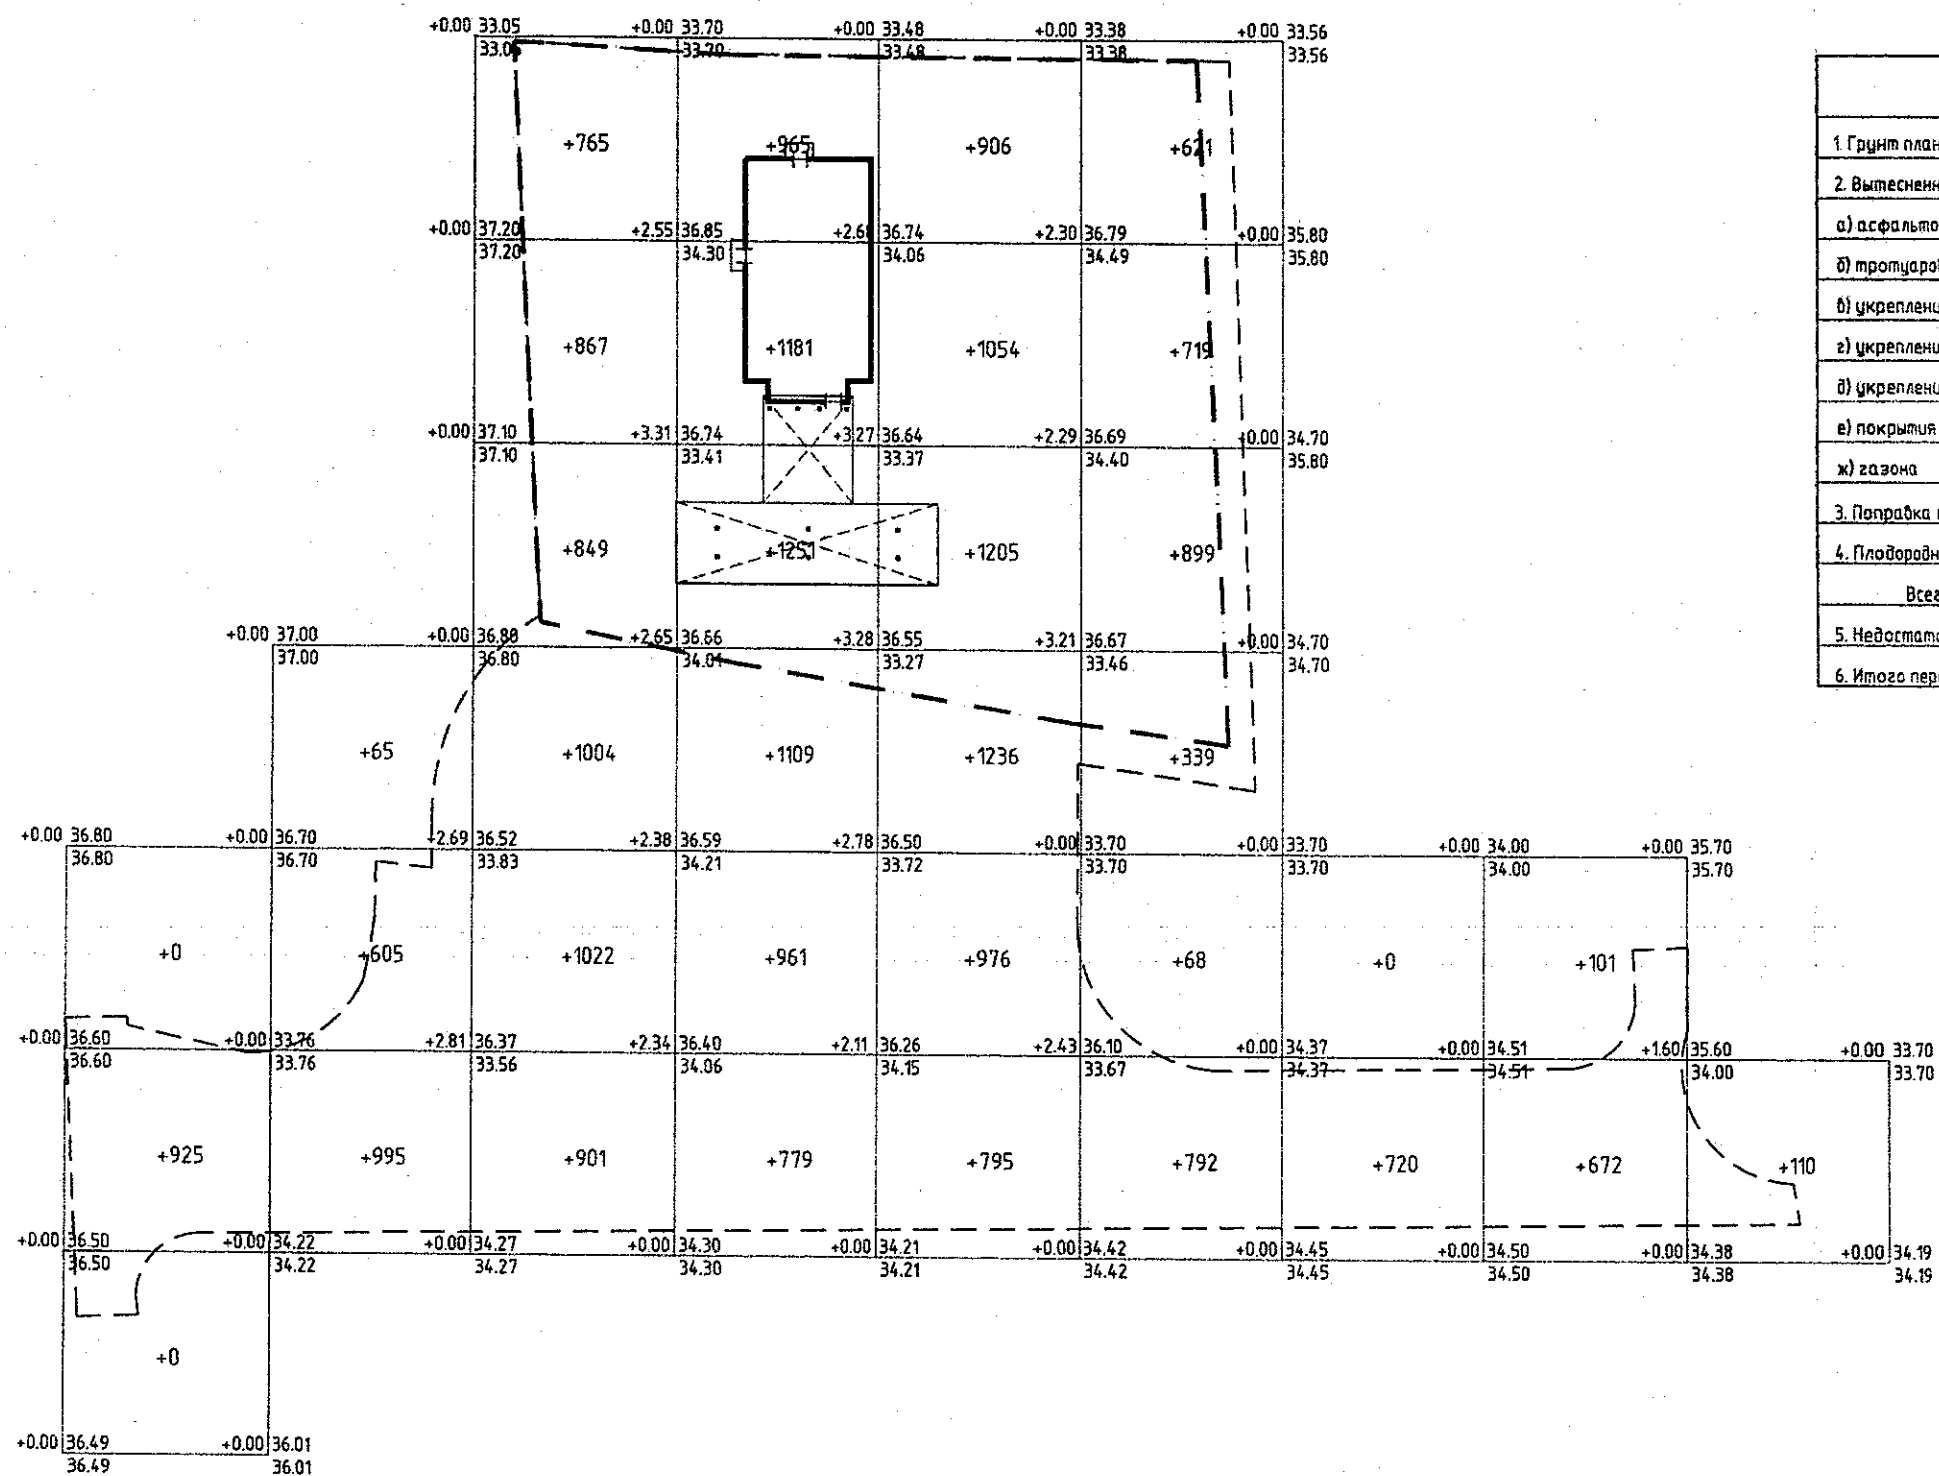 +0.00 33.05 +0.00 33.70 +0.00 33.48 +0.00 33.38 +0.00 33.56
33.70 33.48 33.38 33.56
+765 +965 +906 +621
+0.00 37.20 +2.55 36.85 36.74 +2.30 36.79 +0.00 35.80
37.20 34.30 34.06 34.49 35.80
+867 +1181 +1054 +719
+0.00 37.10 +3.31 36.74 +3.27 36.64 +2.29 36.69 +0.00 34.70
37.10 33.41 33.37 34.40 35.80
+849 +1251 +1205 +899
+0.00 37.00 +0.00 36.88 +2.65 36.66 +3.28 36.55 +3.21 36.67 +0.00 34.70
37.00 36.80 34.01 33.27 33.46 34.70
+65 +1004 +1109 +1236 +339
+0.00 36.80 +0.00 36.70 +2.69 36.52 +2.38 36.59 +2.78 36.50 +0.00 33.70 +0.00 33.70 +0.00 34.00 +0.00 35.70
36.80 36.70 33.83 34.21 33.72 33.70 33.70 34.00 35.70
+0 +605 +1022 +961 +976 +68 +0 +101
+0.00 36.60 +0.00 33.76 +2.81 36.37 +2.34 36.40 +2.11 36.26 +2.43 36.10 +0.00 34.37 +0.00 34.51 +1.60 35.60 +0.00 33.70
36.60 33.76 33.56 34.06 34.15 33.67 34.37 34.51 34.00 33.70
+925 +995 +901 +779 +795 +792 +720 +672 +110
+0.00 36.50 +0.00 34.22 +0.00 34.27 +0.00 34.30 +0.00 34.21 +0.00 34.42 +0.00 34.45 +0.00 34.50 +0.00 34.38 +0.00 34.19
36.50 34.22 34.27 34.30 34.21 34.42 34.45 34.50 34.38 34.19
+0
+0.00 36.49 +0.00 36.01
36.49 36.01
1. Грунт план
2. Вытеснен
а) асфальто
б) тротуаро
в) укреплени
г) укреплени
д) укреплени
е) покрытия
ж) газона
3. Поправка
4. Плодородн
Всег
5. Недостат
6. Итого пер